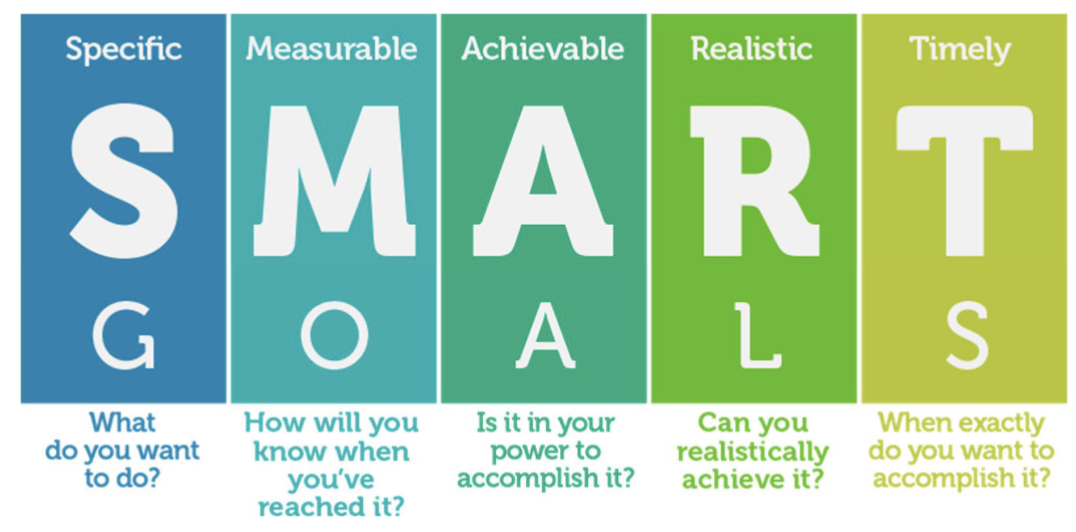 Specific Measurable Achievable Realistic Timely
S M A R T
G O A L S
What
do you want
to do?
How will you
know when
you've
reached it?
Is it in your
power to
accomplish it?
Can you
realistically
achieve it?
When exactly
do you want to
accomplish it?